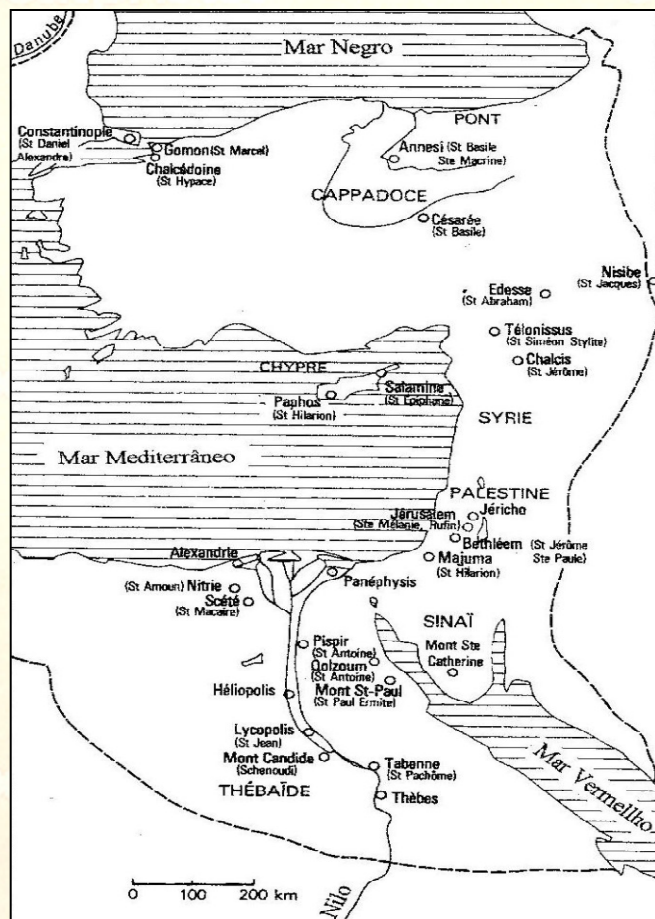 Danube
Mar Negro
Constantinople
(St Daniel
Alexandre)
Gomon (St Marcel)
Chalcédoine
(St Hypace)
PONT
Annesi (St Basile
Ste Macrine)
CAPPADOCE
Césarée
(St Basile)
Nisibe
(St Jacques)
Edesse
(St Abraham)
Télonissus
(St Siméon Stylite)
Chalcis
(St Jérôme)
CHYPRE
Salamine
(St Epiphane)
Paphos
(St Hilarion)
SYRIE
Mar Mediterrâneo
PALESTINE
Jéricho
Jérusalem
(Ste Mélanie, Rufin)
Bethléem (St Jérôme
Ste Paule)
Majuma
(St Hilarion)
Alexandrie
Panéphysis
(St Amoun) Nitrie
Scété
(St Macaire)
SINAÏ
Mont Ste
Catherine
Pispir
(St Antoine)
Qolzoum
(St Antoine)
Mont St-Paul
(St Paul Ermite)
Héliopolis
Lycopolis
(St Jean)
Mont Candide
(Schenoudi)
Tabenne
(St Pachôme)
THÉBAÏDE
Thèbes
Mar Vermellho
0 100 200 km
Nilo